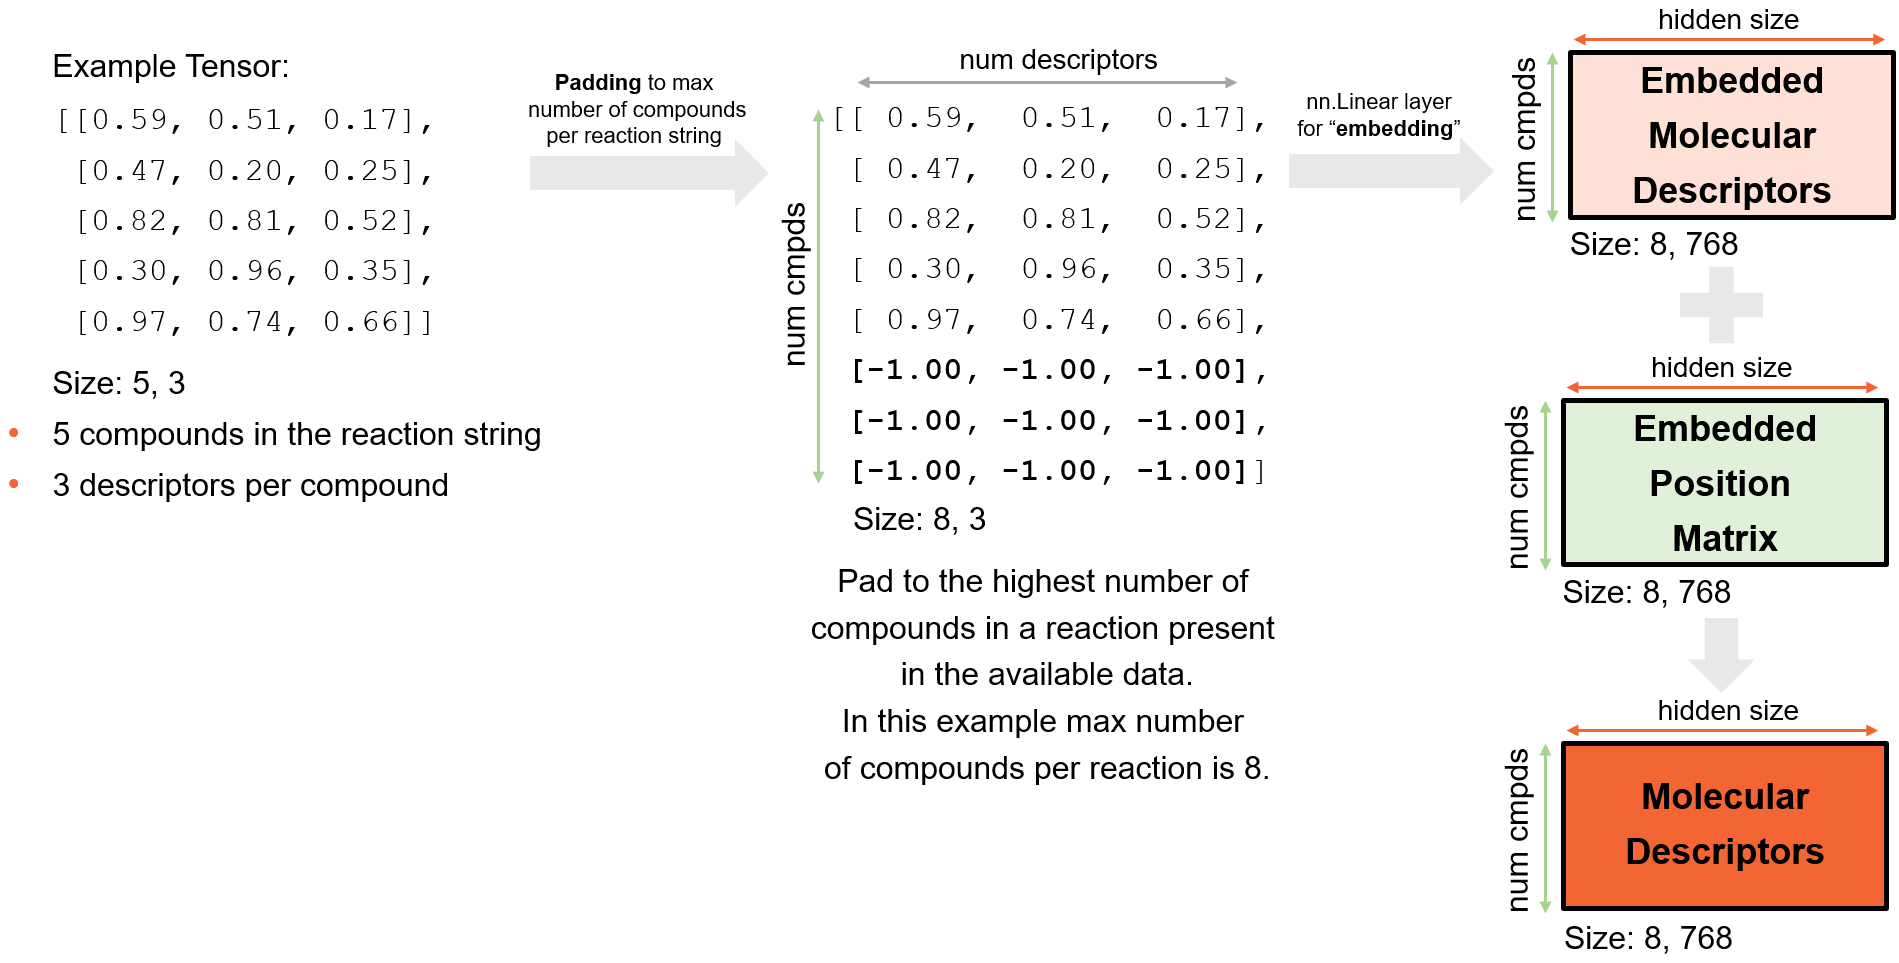 Example Tensor:
[[0.59, 0.51, 0.17],
[0.47, 0.20, 0.25],
[0.82, 0.81, 0.52],
[0.30, 0.96, 0.35],
[0.97, 0.74, 0.66]]
Size: 5, 3
• 5 compounds in the reaction string
• 3 descriptors per compound
Padding to max
number of compounds
per reaction string
num descriptors
num cmpds
[[ 0.59, 0.51, 0.17],
[ 0.47, 0.20, 0.25],
[ 0.82, 0.81, 0.52],
[ 0.30, 0.96, 0.35],
[ 0.97, 0.74, 0.66],
[-1.00, -1.00, -1.00],
[-1.00, -1.00, -1.00],
[-1.00, -1.00, -1.00]]
Size: 8, 3
Pad to the highest number of
compounds in a reaction present
in the available data.
In this example max number
of compounds per reaction is 8.
nn.Linear layer
for “embedding”
hidden size
num cmpds
Embedded
Molecular
Descriptors
Size: 8, 768
hidden size
num cmpds
Embedded
Position
Matrix
Size: 8, 768
hidden size
num cmpds
Molecular
Descriptors
Size: 8, 768